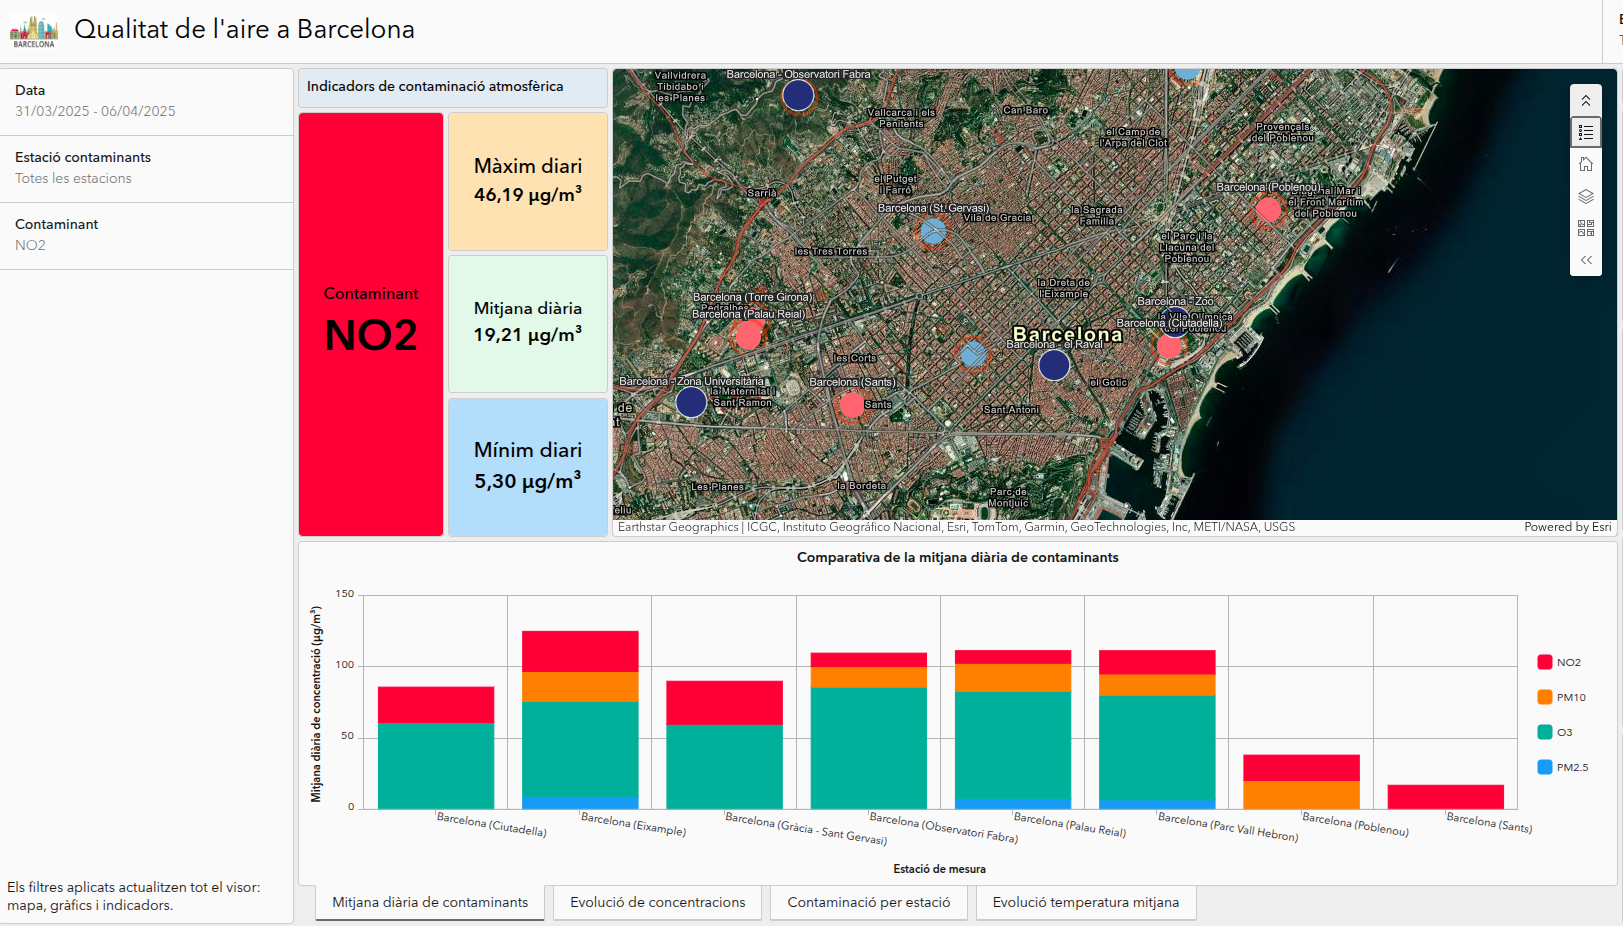 BARCELONA
Qualitat de l'aire a Barcelona
Data
31/03/2025 - 06/04/2025
Estació contaminants
Totes les estacions
Contaminant
NO2
Els filtres aplicats actualitzen tot el visor:
mapa, gràfics i indicadors.
Indicadors de contaminació atmosfèrica
Contaminant
NO2
Màxim diari
46,19 µg/m³
Mitjana diària
19,21 µg/m³
Mínim diari
5,30 µg/m³
Vallvidrera
Tibidabo i
les Planes
Barcelona - Observatori Fabra
Vallcarca i els
Penitents
Can Baro
el Camp de
l'Arpa del Clot
Provençals
del Poblenou
Sarrià
el Putget
i Farró
Barcelona (St. Gervasi)
Vila de Gracia
la Sagrada
Família
Barcelona (Poblenou)
el Front Marítim
del Poblenou
les Tres Torres
el Parc i la
Llacuna del
Poblenou
la Dreta de
l'Eixample
Barcelona (Torre Girona)
Pedralbes
Barcelona (Palau Reial)
Barcelona - Zoo
la Vila Olímpica
del Poblenou
Barcelona (Ciutadella)
Barcelona
Barcelona - el Raval
les Corts
el Gòtic
Barcelona - Zona Universitària
la Maternitat i
Sant Ramon
Barcelona (Sants)
Sants
Sant Antoni
Les Planes
la Bordeta
Parc de
Montjuic
Earthstar Geographics | ICGC, Instituto Geográfico Nacional, Esri, TomTom, Garmin, GeoTechnologies, Inc, METI/NASA, USGS
Powered by Esri
Comparativa de la mitjana diària de contaminants
Mitjana diària de concentració (µg/m³)
150
100
50
0
Barcelona (Ciutadella)
Barcelona (Eixample)
Barcelona (Gràcia - Sant Gervasi)
Barcelona (Observatori Fabra)
Barcelona (Palau Reial)
Barcelona (Parc Vall Hebron)
Barcelona (Poblenou)
Barcelona (Sants)
Estació de mesura
NO2
PM10
O3
PM2.5
Mitjana diària de contaminants
Evolució de concentracions
Contaminació per estació
Evolució temperatura mitjana